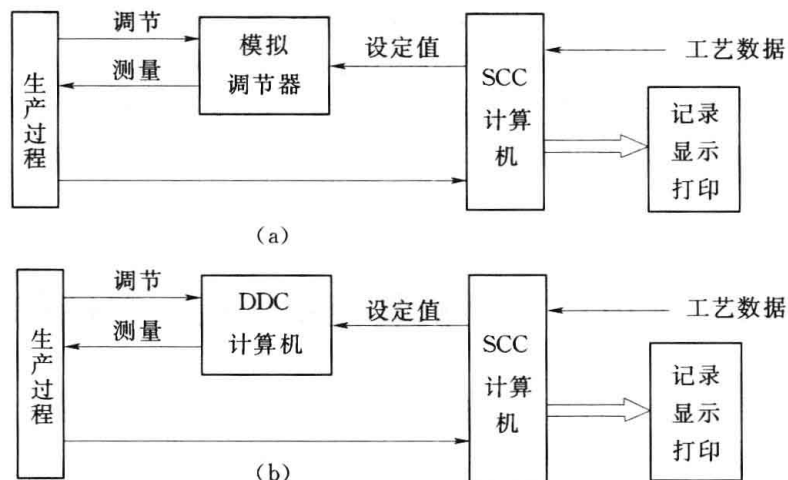 调节
模拟
调节器
设定值
工艺数据
测量
生产过程
SCC
计算机
记录
显示
打印
(a)
调节
DDC
计算机
设定值
工艺数据
测量
生产过程
SCC
计算机
记录
显示
打印
(b)